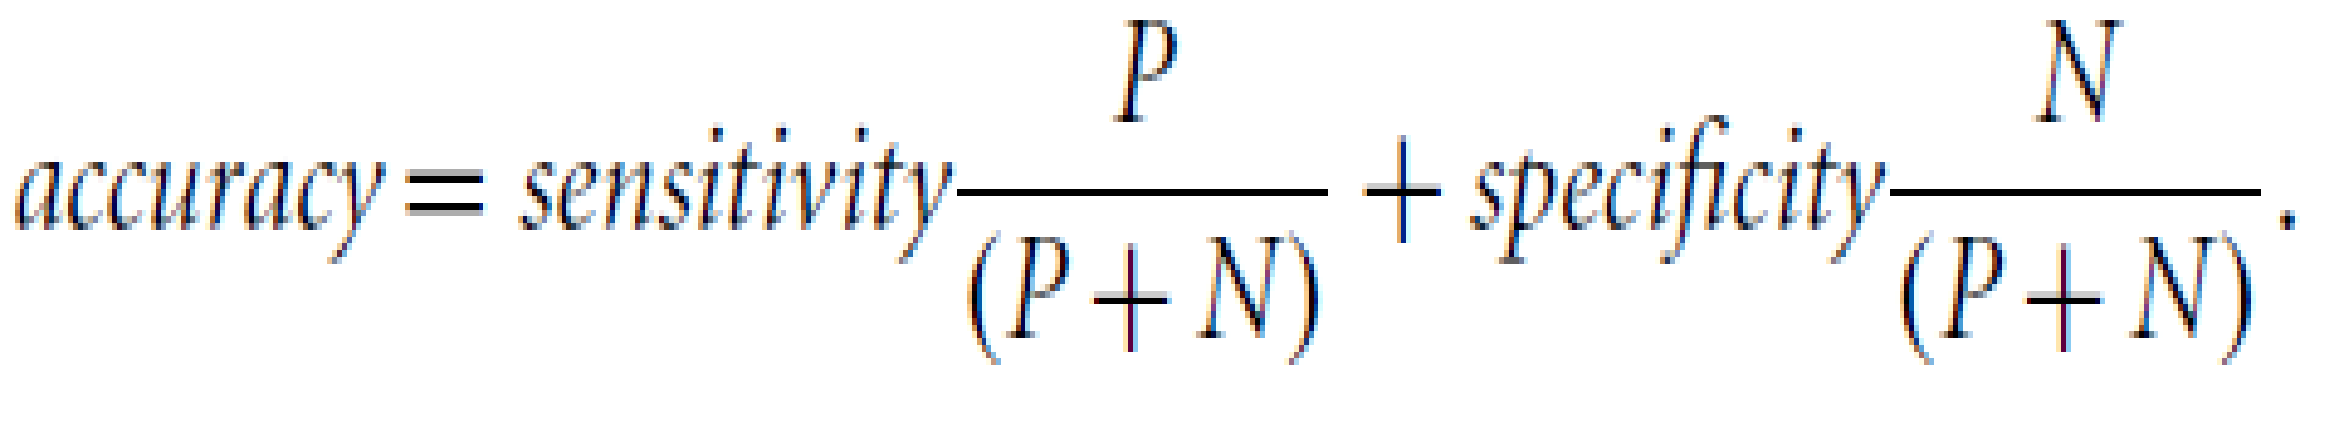 accuracy = sensitivity P/(P + N) + specificity N/(P + N).